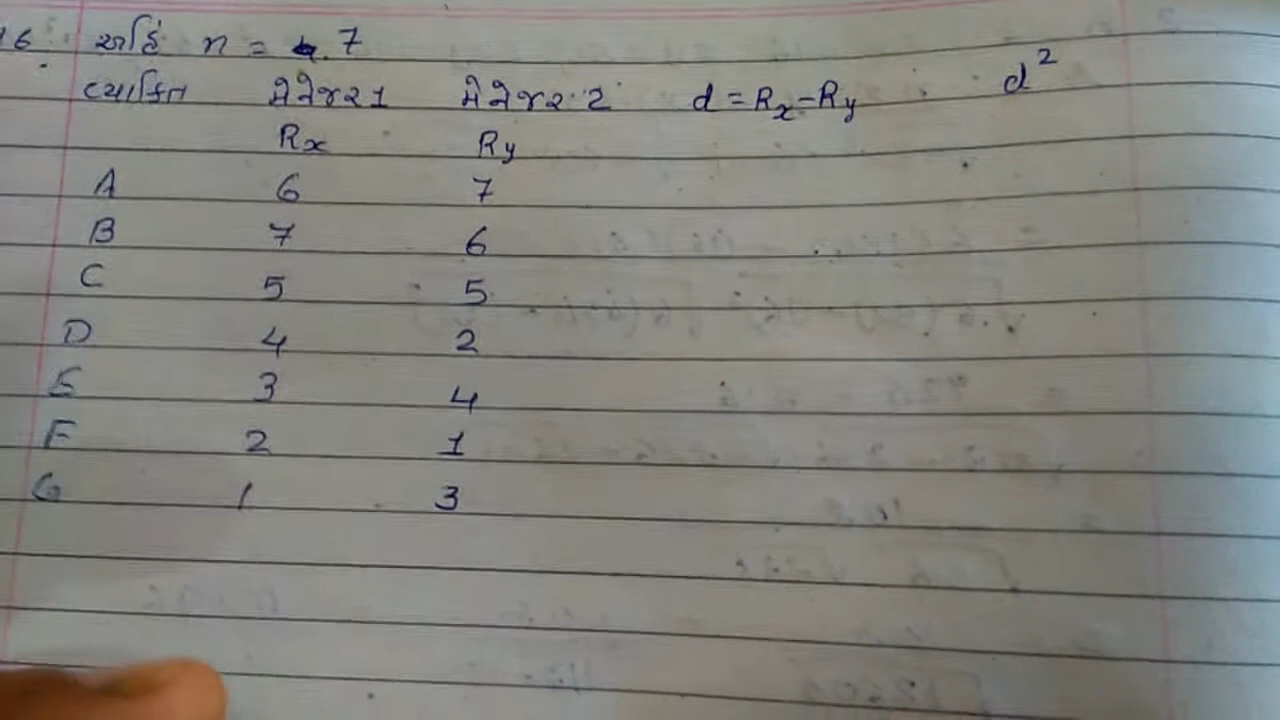 16 અહીં n = 7
વ્યક્તિ મેનેજર 1 મેનેજર 2 d = Rx - Ry d²
Rx Ry
A 6 7
B 7 6
C 5 5
D 4 2
E 3 4
F 2 1
G 1 3